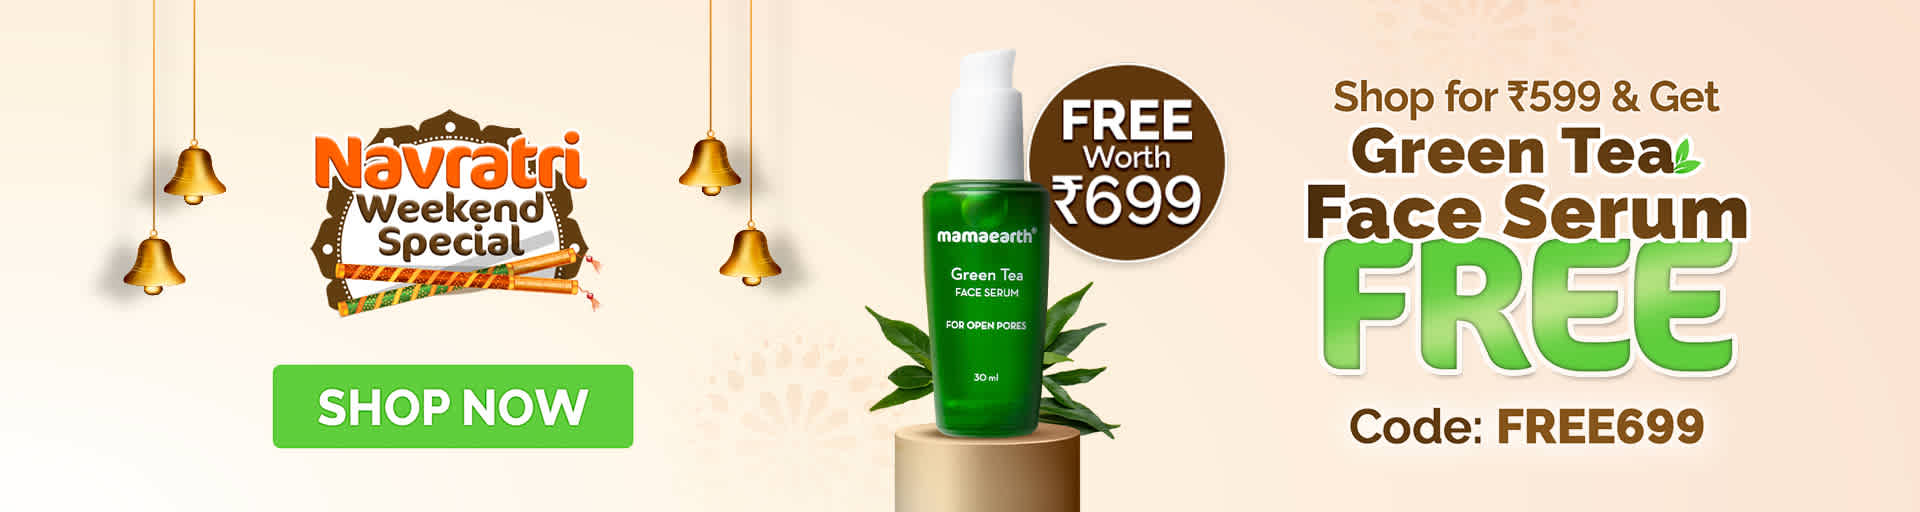 Navratri
Weekend
Special
SHOP NOW
mamaearth®
Green Tea
FACE SERUM
FOR OPEN PORES
30 ml
FREE
Worth
₹699
Shop for ₹599 & Get
Green Tea
Face Serum
FREE
Code: FREE699